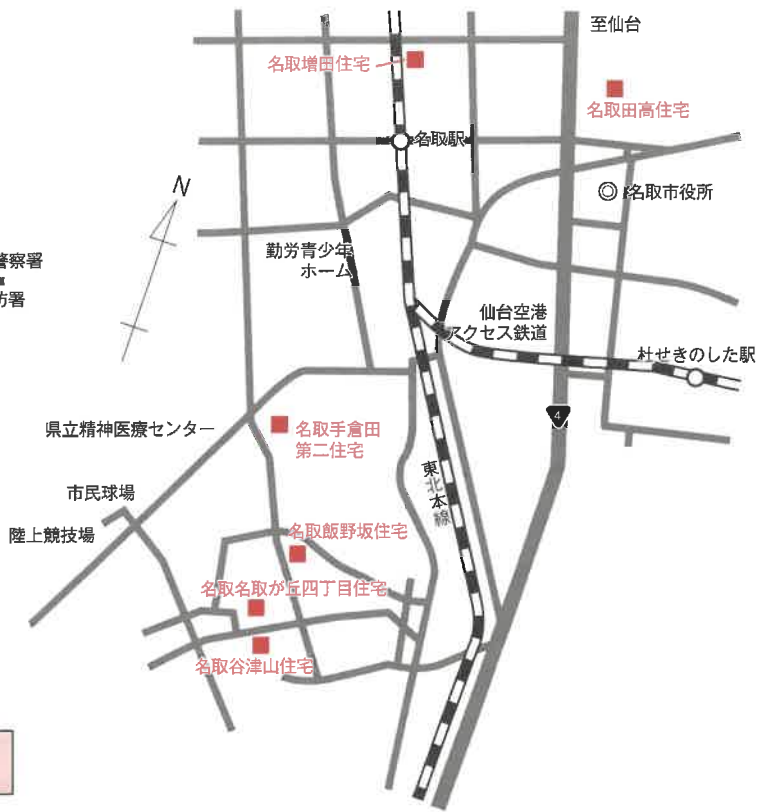 至仙台
名取増田住宅
名取田高住宅
名取駅
N
名取市役所
警察署
防署
勤労青少年
ホーム
仙台空港
アクセス鉄道
杜せきのした駅
4
県立精神医療センター
名取手倉田
第二住宅
東北本線
市民球場
陸上競技場
名取飯野坂住宅
名取名取が丘四丁目住宅
名取谷津山住宅